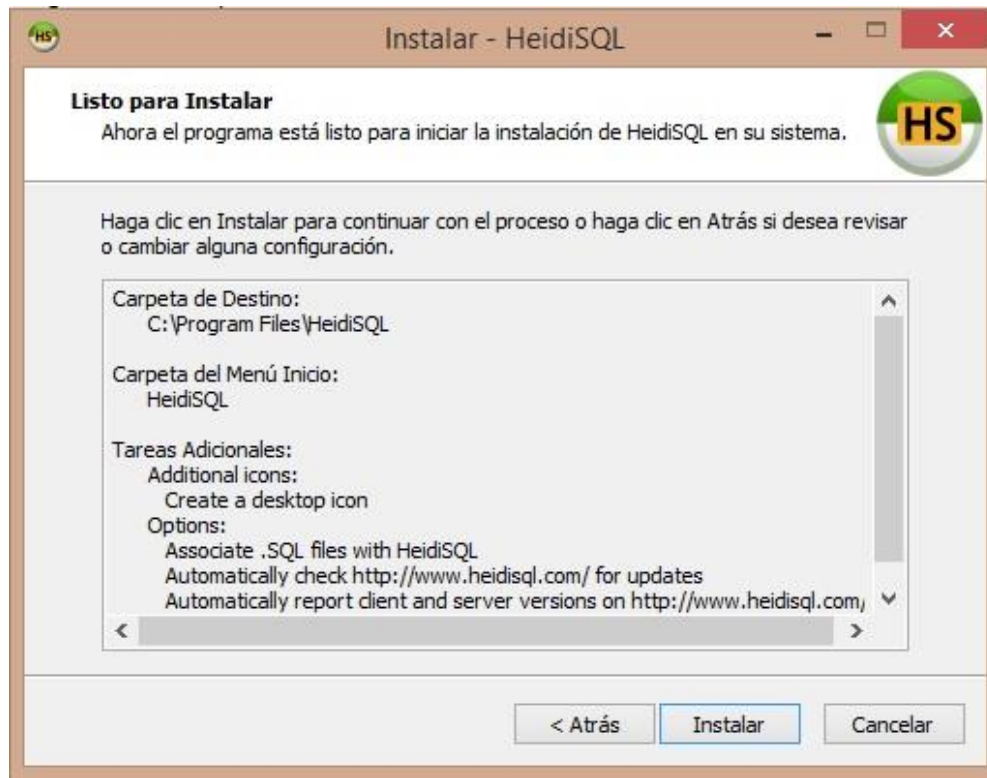 HS
Instalar - HeidiSQL
Listo para Instalar
Ahora el programa está listo para iniciar la instalación de HeidiSQL en su sistema.
HS
Haga clic en Instalar para continuar con el proceso o haga clic en Atrás si desea revisar
o cambiar alguna configuración.
Carpeta de Destino:
C:\Program Files\HeidiSQL
Carpeta del Menú Inicio:
HeidiSQL
Tareas Adicionales:
Additional icons:
Create a desktop icon
Options:
Associate .SQL files with HeidiSQL
Automatically check http://www.heidisql.com/ for updates
Automatically report client and server versions on http://www.heidisql.com/
< Atrás
Instalar
Cancelar